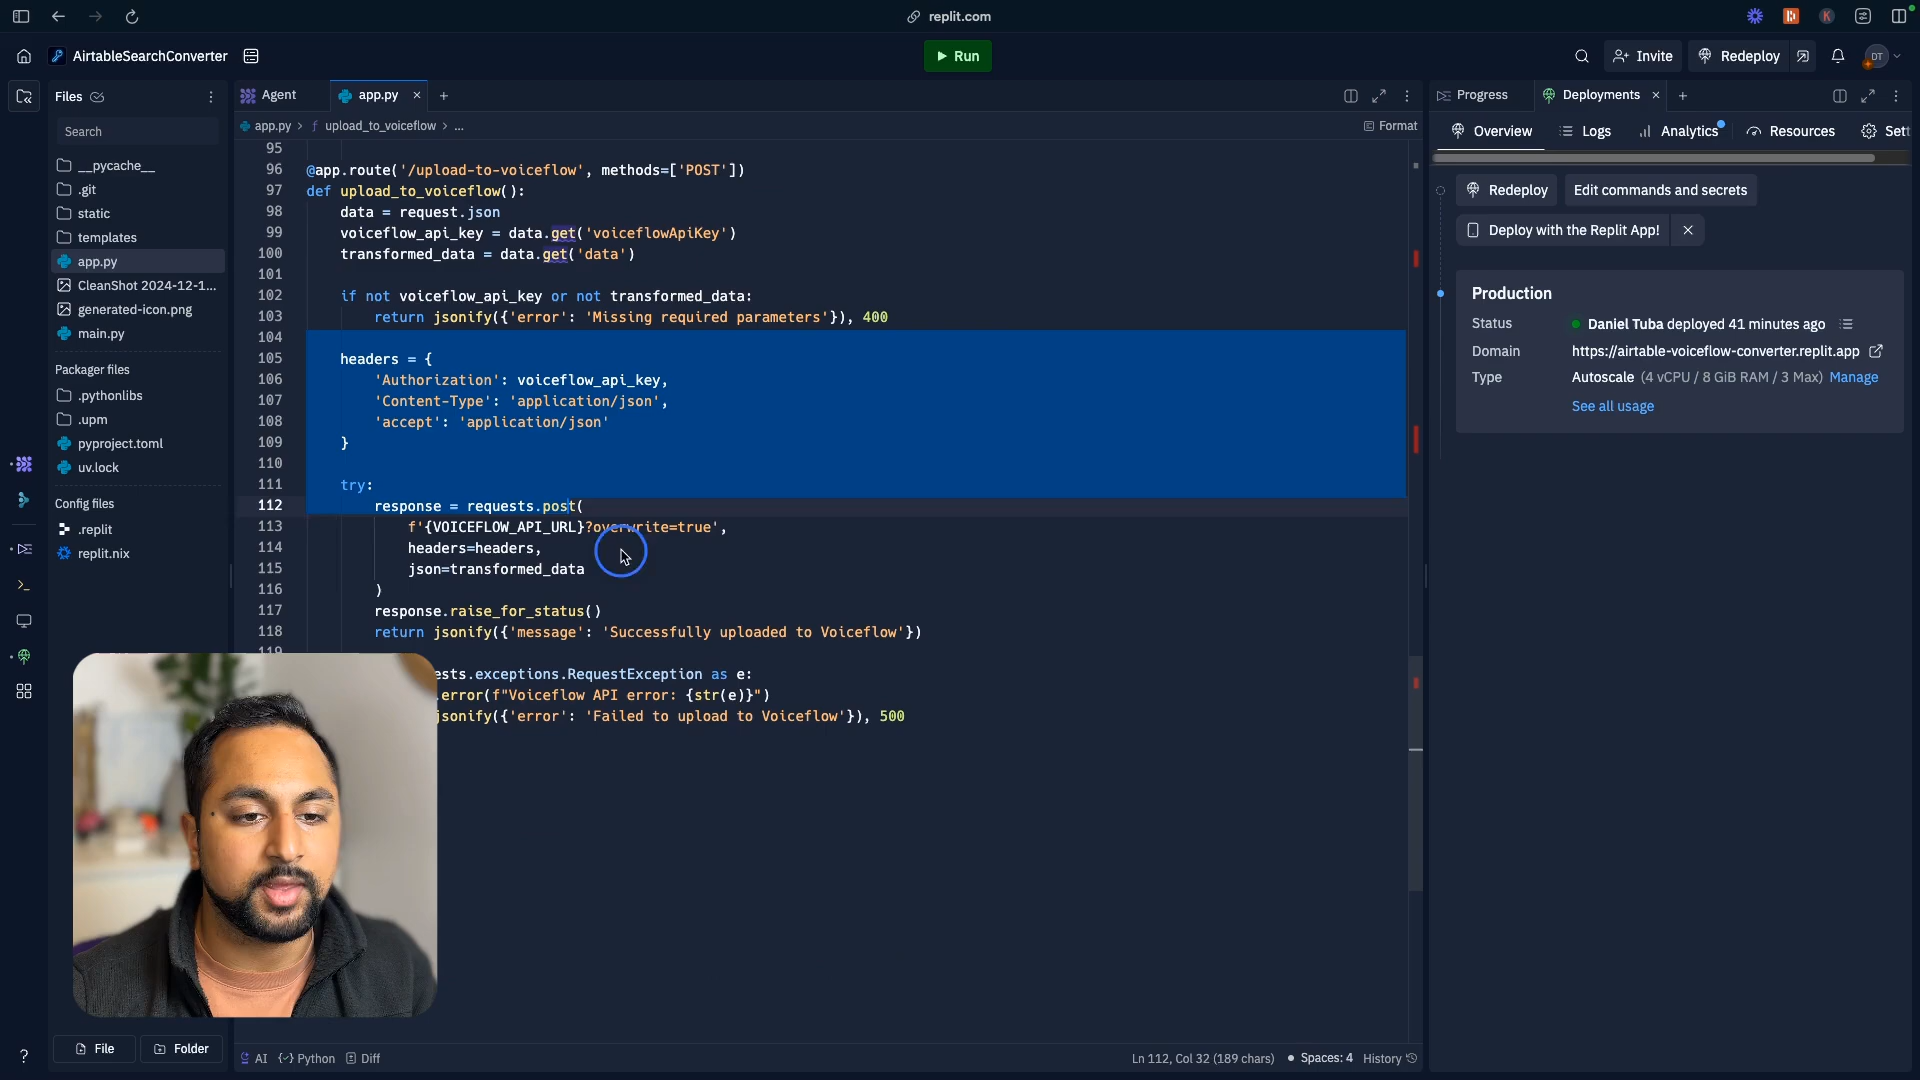 replit.com
K
AirtableSearchConverter
Run
Invite
Redeploy
DT
Files
Search
__pycache__
.git
static
templates
app.py
CleanShot 2024-12-1...
generated-icon.png
main.py
Packager files
.pythonlibs
.upm
pyproject.toml
uv.lock
Config files
.replit
replit.nix
File
Folder
Agent
app.py
app.py > f upload_to_voiceflow > ...
Format
95
96 @app.route('/upload-to-voiceflow', methods=['POST'])
97 def upload_to_voiceflow():
98 data = request.json
99 voiceflow_api_key = data.get('voiceflowApiKey')
100 transformed_data = data.get('data')
101
102 if not voiceflow_api_key or not transformed_data:
103 return jsonify({'error': 'Missing required parameters'}), 400
104
105 headers = {
106 'Authorization': voiceflow_api_key,
107 'Content-Type': 'application/json',
108 'accept': 'application/json'
109 }
110
111 try:
112 response = requests.post(
113 f'{VOICEFLOW_API_URL}?overwrite=true',
114 headers=headers,
115 json=transformed_data
116 )
117 response.raise_for_status()
118 return jsonify({'message': 'Successfully uploaded to Voiceflow'})
119
ests.exceptions.RequestException as e:
.error(f"Voiceflow API error: {str(e)}")
jsonify({'error': 'Failed to upload to Voiceflow'}), 500
AI
Python
Diff
Ln 112, Col 32 (189 chars)
Spaces: 4
History
Progress
Deployments
Overview
Logs
Analytics
Resources
Sett
Redeploy
Edit commands and secrets
Deploy with the Replit App!
Production
Status Daniel Tuba deployed 41 minutes ago
Domain https://airtable-voiceflow-converter.replit.app
Type Autoscale (4 vCPU / 8 GiB RAM / 3 Max) Manage
See all usage